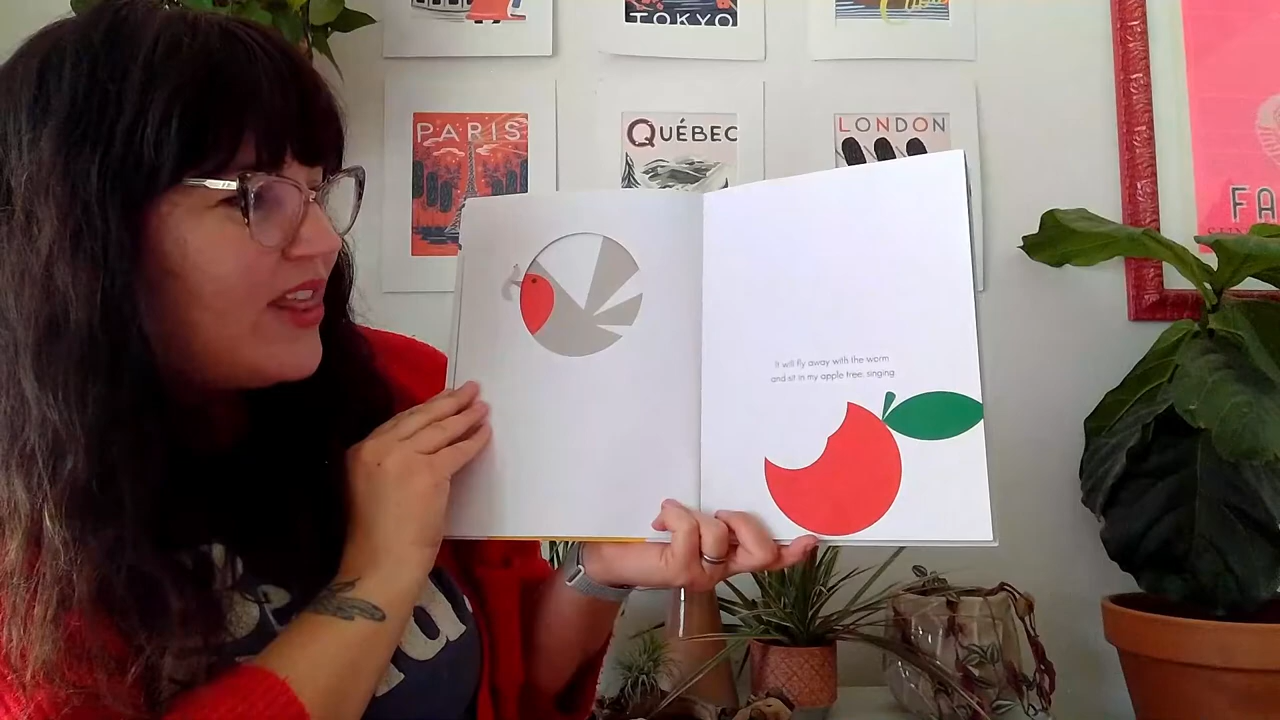 TOKYO
PARIS
QUÉBEC
LONDON
FA
It will fly away with the worm
and sit in my apple tree, singing